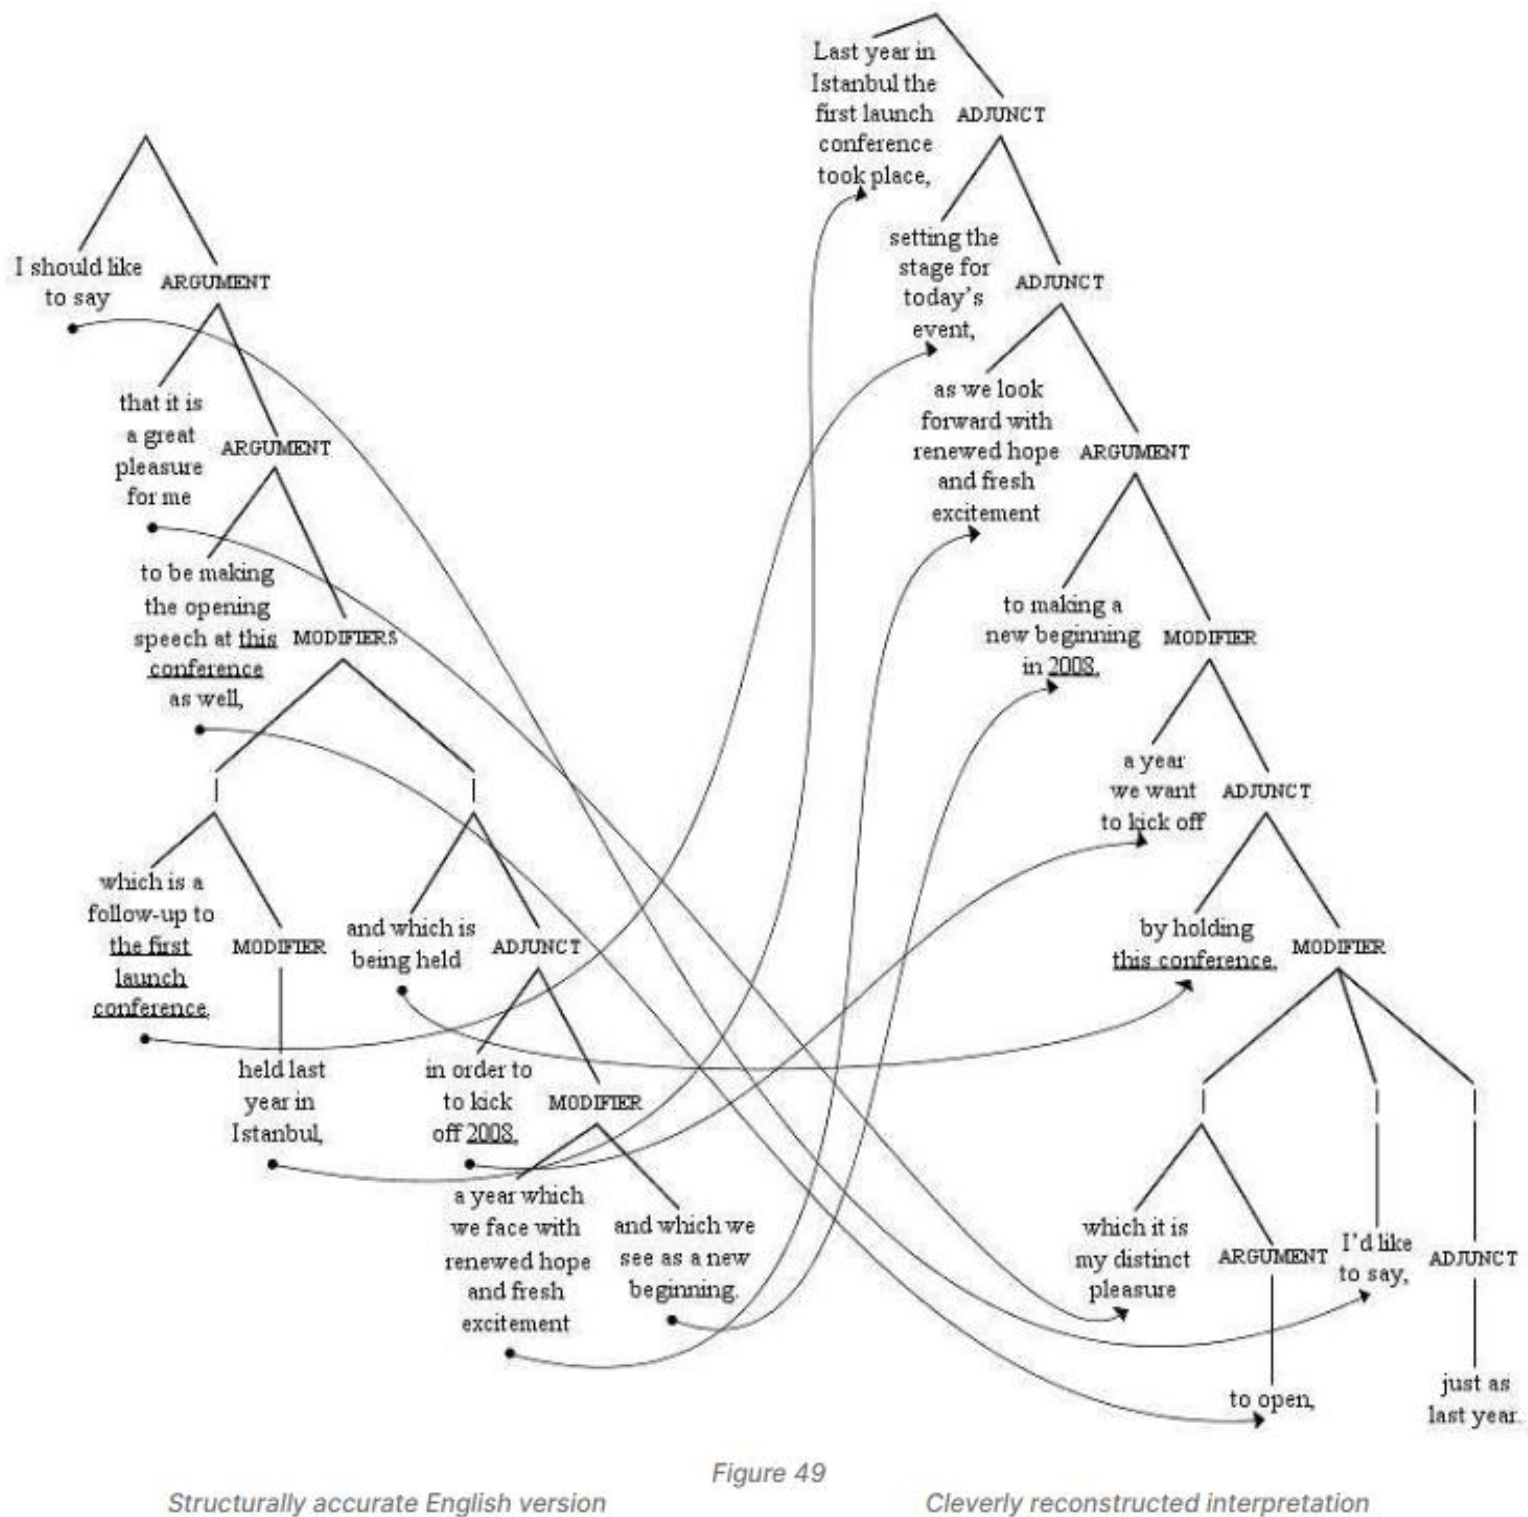 I should like
to say
ARGUMENT
that it is
a great
pleasure
for me
ARGUMENT
to be making
the opening
speech at this
conference
as well,
MODIFIERS
which is a
follow-up to
the first
launch
conference,
MODIFIER
held last
year in
Istanbul,
and which is
being held
ADJUNCT
in order to
to kick
off 2008,
MODIFIER
a year which
we face with
renewed hope
and fresh
excitement
and which we
see as a new
beginning.
Last year in
Istanbul the
first launch
conference
took place,
ADJUNCT
setting the
stage for
today's
event,
ADJUNCT
as we look
forward with
renewed hope
and fresh
excitement
ARGUMENT
to making a
new beginning
in 2008,
MODIFIER
a year
we want
to kick off
ADJUNCT
by holding
this conference,
MODIFIER
which it is
my distinct
pleasure
ARGUMENT
to open,
I'd like
to say,
ADJUNCT
just as
last year.
Figure 49
Structurally accurate English version
Cleverly reconstructed interpretation